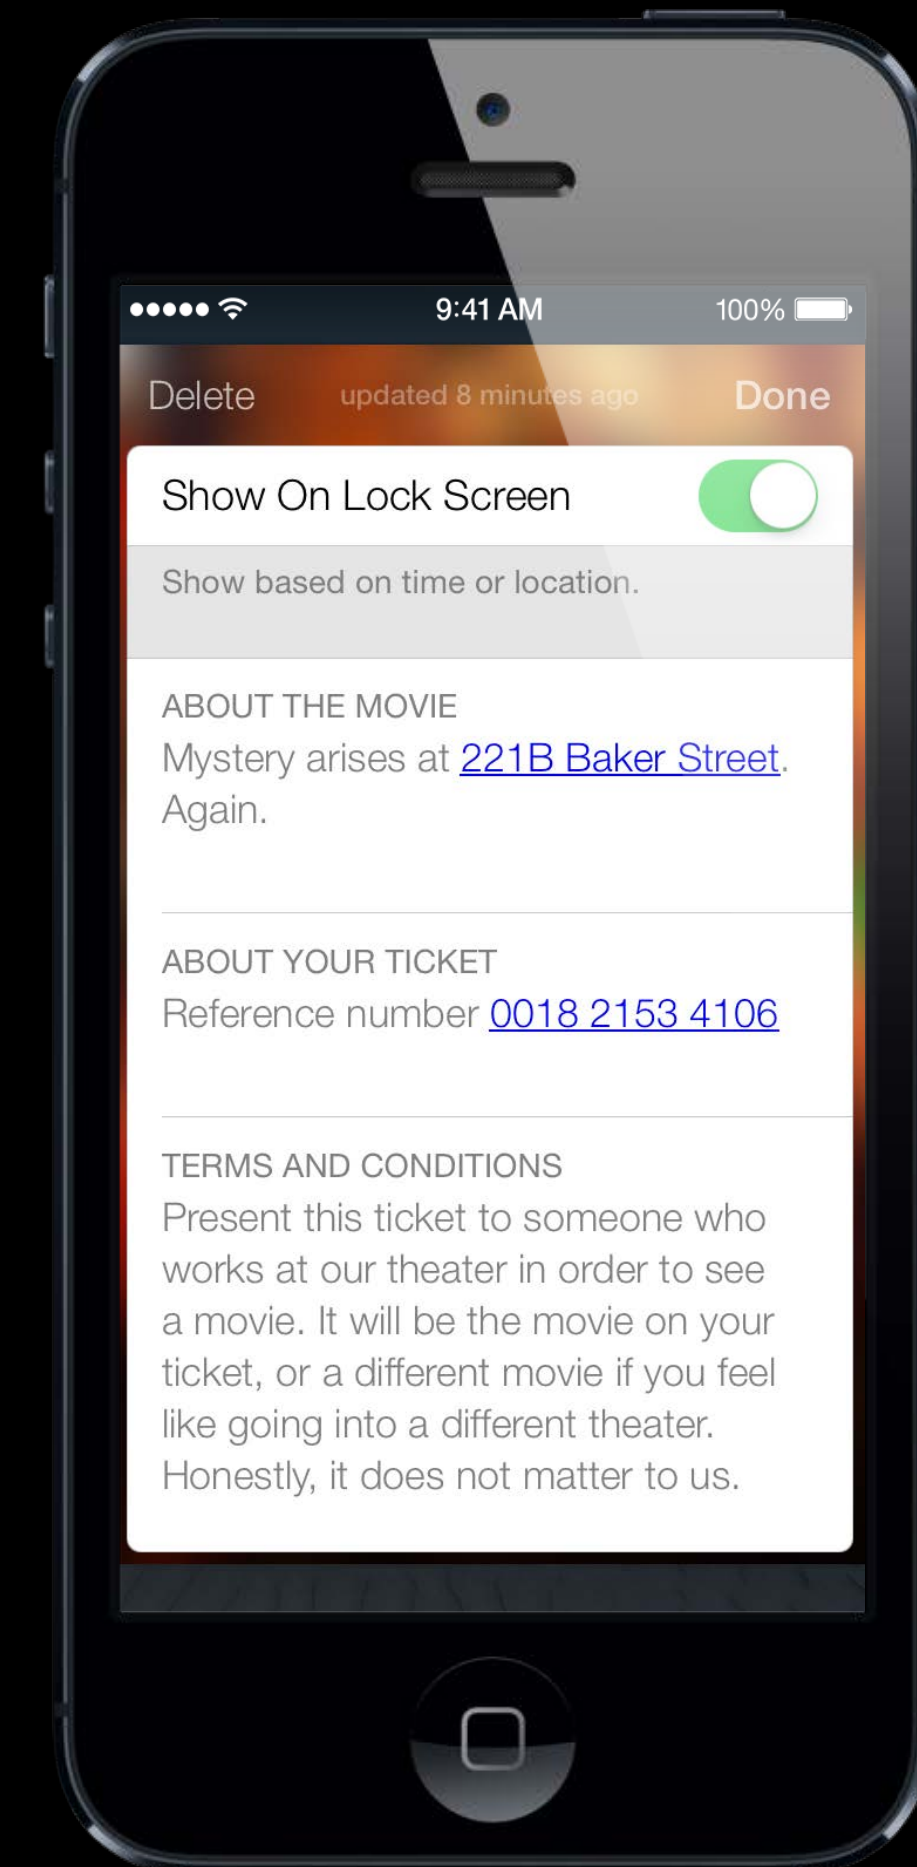 9:41 AM 100%
Delete updated 8 minutes ago Done
Show On Lock Screen
Show based on time or location.
ABOUT THE MOVIE
Mystery arises at 221B Baker Street.
Again.
ABOUT YOUR TICKET
Reference number 0018 2153 4106
TERMS AND CONDITIONS
Present this ticket to someone who
works at our theater in order to see
a movie. It will be the movie on your
ticket, or a different movie if you feel
like going into a different theater.
Honestly, it does not matter to us.